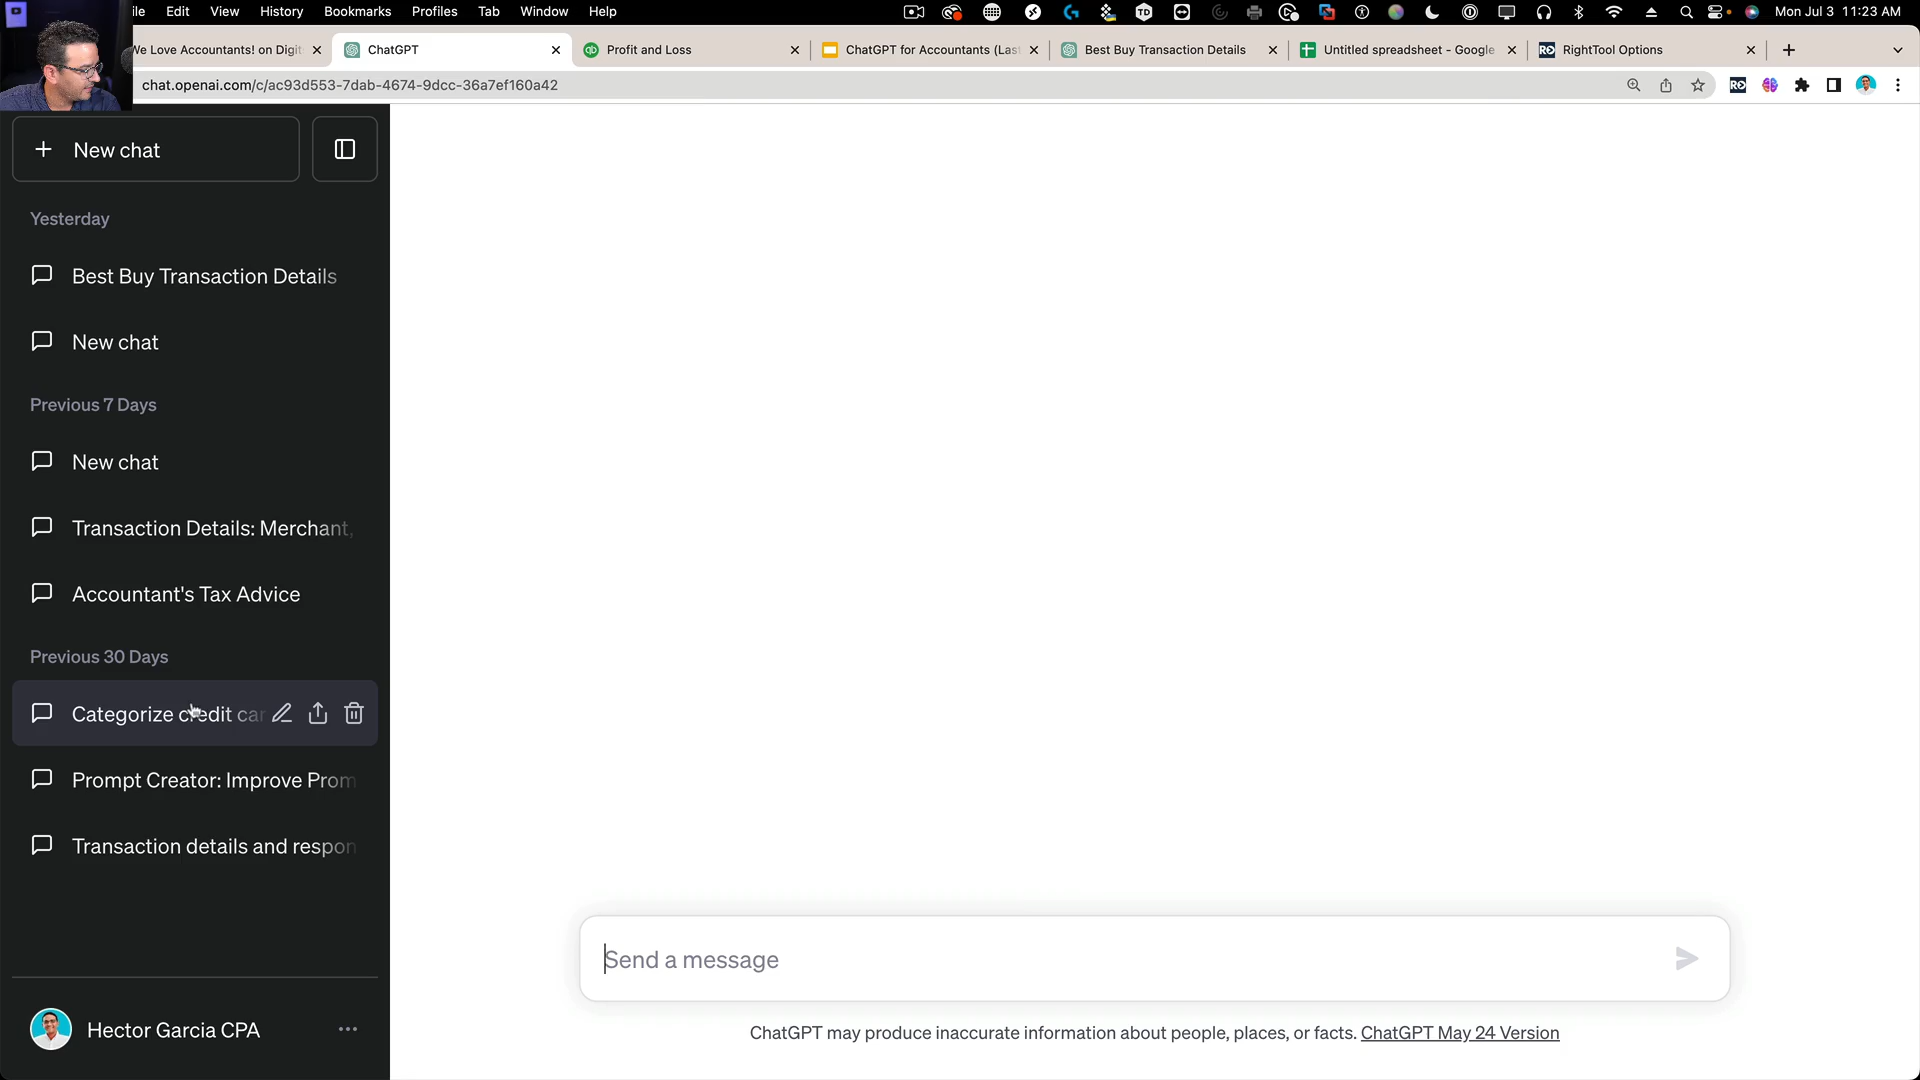 ile Edit View History Bookmarks Profiles Tab Window Help Mon Jul 3 11:23 AM
We Love Accountants! on Digit ChatGPT Profit and Loss ChatGPT for Accountants (Las Best Buy Transaction Details Untitled spreadsheet - Google RightTool Options
chat.openai.com/c/ac93d553-7dab-4674-9dcc-36a7ef160a42
New chat
Yesterday
Best Buy Transaction Details
New chat
Previous 7 Days
New chat
Transaction Details: Merchant,
Accountant's Tax Advice
Previous 30 Days
Categorize credit car
Prompt Creator: Improve Prom
Transaction details and respon
Send a message
Hector Garcia CPA
ChatGPT may produce inaccurate information about people, places, or facts. ChatGPT May 24 Version